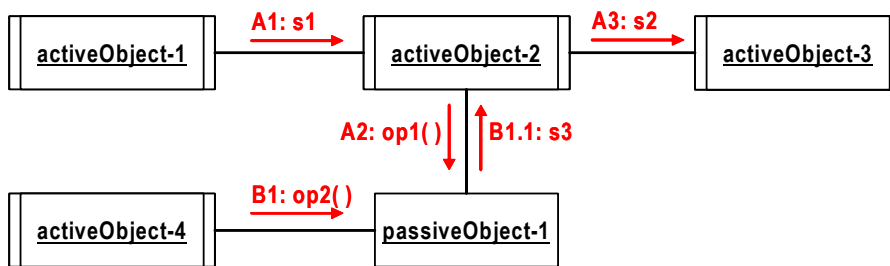 A1: s1
A3: s2
activeObject-1
activeObject-2
activeObject-3
A2: op1( )
B1.1: s3
B1: op2( )
activeObject-4
passiveObject-1